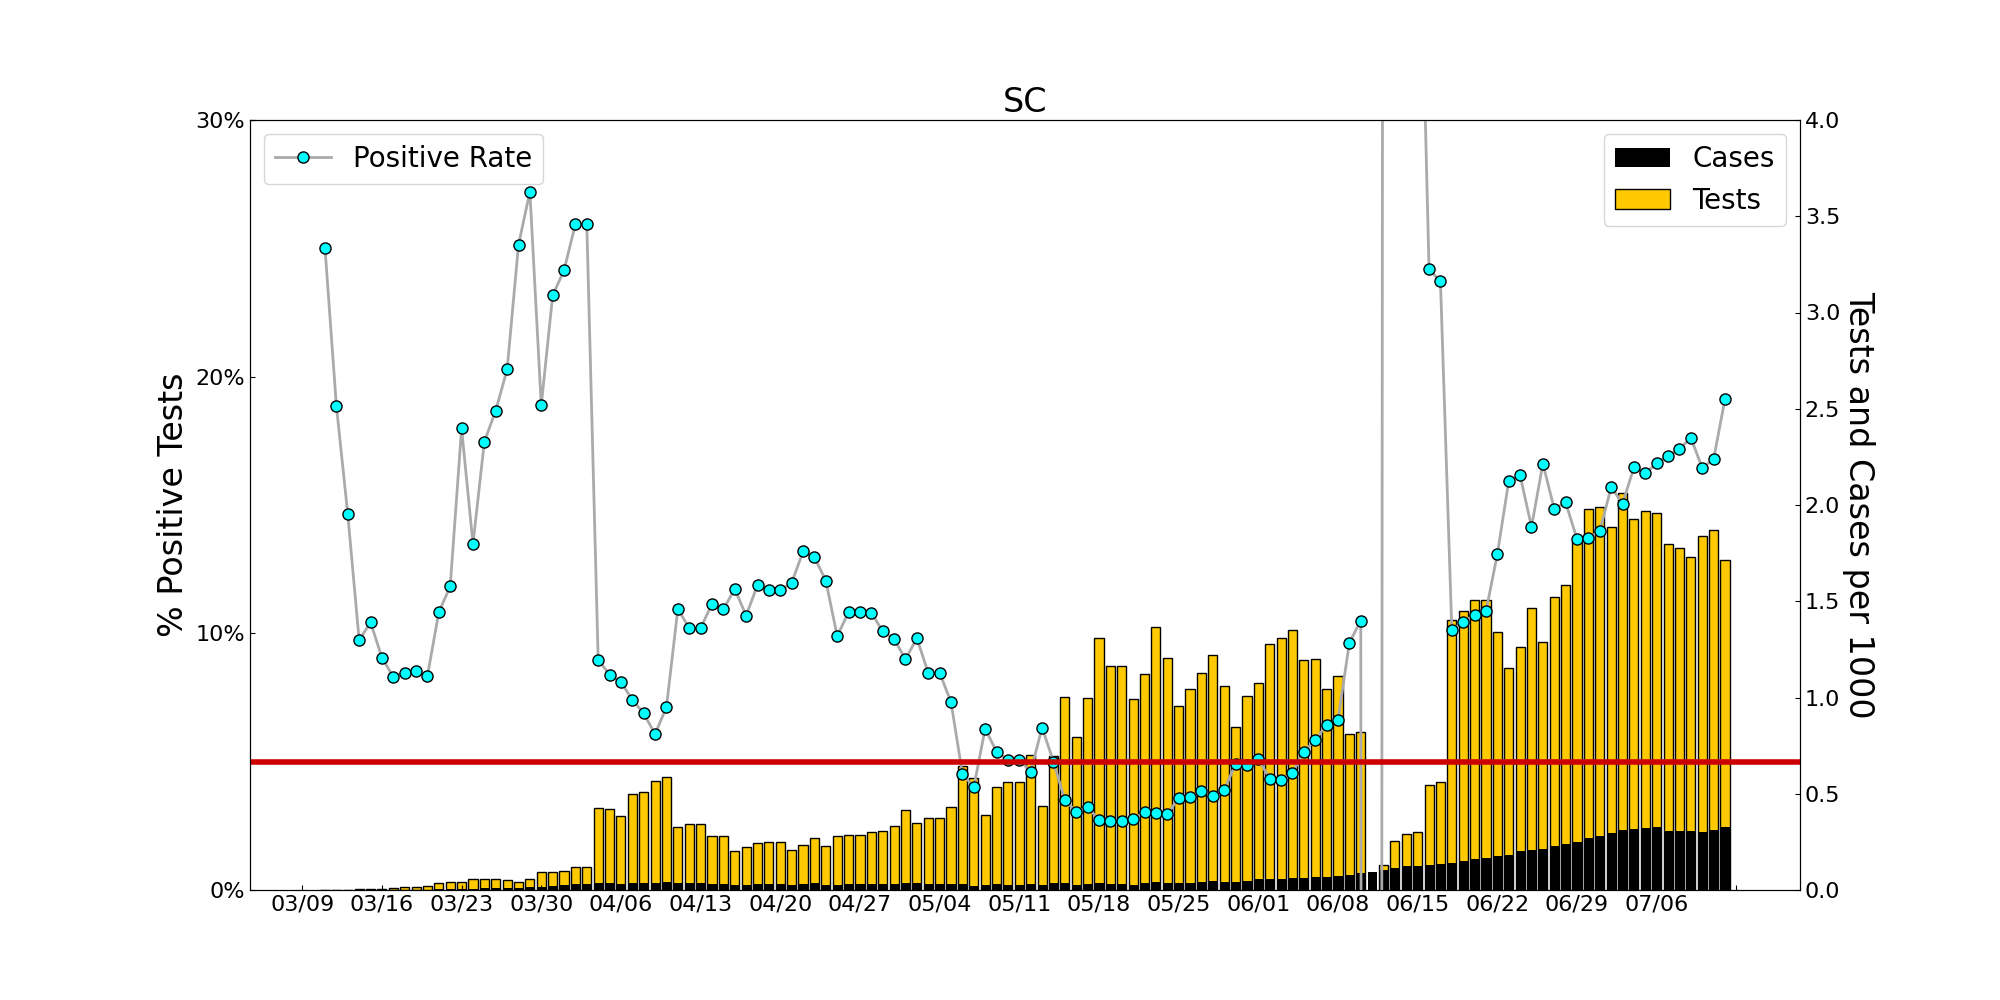 SC
Positive Rate
Cases
Tests
% Positive Tests
30%
20%
10%
0%
4.0
3.5
3.0
2.5
2.0
1.5
1.0
0.5
0.0
Tests and Cases per 1000
03/09 03/16 03/23 03/30 04/06 04/13 04/20 04/27 05/04 05/11 05/18 05/25 06/01 06/08 06/15 06/22 06/29 07/06